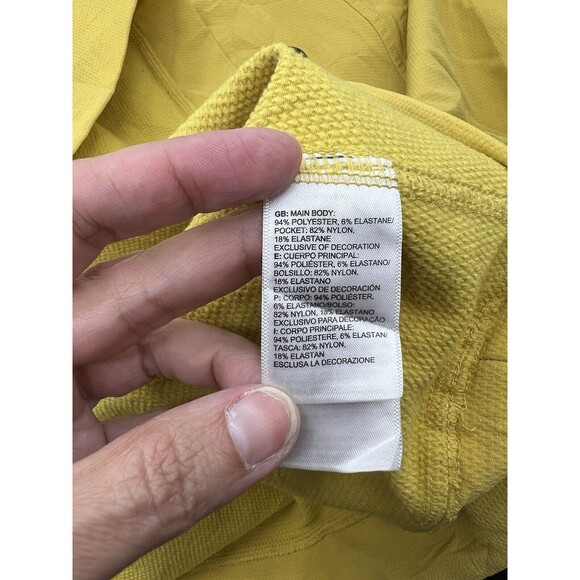 GB: MAIN BODY:
94% POLYESTER, 6% ELASTANE/
POCKET: 82% NYLON,
18% ELASTANE
EXCLUSIVE OF DECORATION
E: CUERPO PRINCIPAL:
94% POLIÉSTER, 6% ELASTANO/
BOLSILLO: 82% NYLON,
18% ELASTANO
EXCLUSIVO DE DECORACIÓN
P: CORPO: 94% POLIÉSTER,
6% ELASTANO/BOLSO:
82% NYLON, 18% ELASTANO
EXCLUSIVO PARA DECORAÇÃO
I: CORPO PRINCIPALE:
94% POLIESTERE, 6% ELASTAN/
TASCA: 82% NYLON,
18% ELASTAN
ESCLUSA LA DECORAZIONE